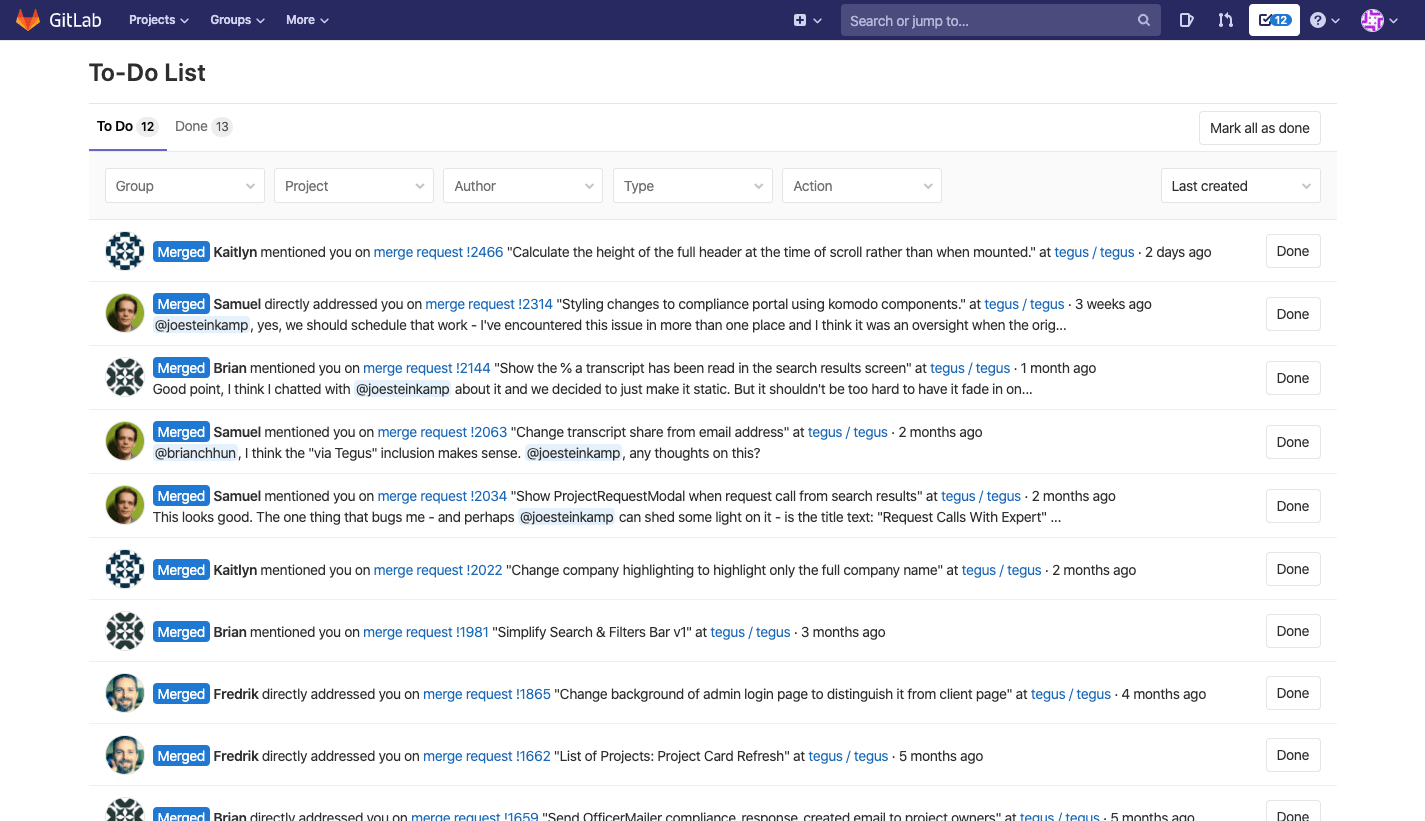 GitLab Projects Groups More Search or jump to... 12
To-Do List
To Do 12 Done 13 Mark all as done
Group Project Author Type Action Last created
Merged Kaitlyn mentioned you on merge request !2466 "Calculate the height of the full header at the time of scroll rather than when mounted." at tegus / tegus · 2 days ago Done
Merged Samuel directly addressed you on merge request !2314 "Styling changes to compliance portal using komodo components." at tegus / tegus · 3 weeks ago
@joesteinkamp, yes, we should schedule that work - I've encountered this issue in more than one place and I think it was an oversight when the orig... Done
Merged Brian mentioned you on merge request !2144 "Show the % a transcript has been read in the search results screen" at tegus / tegus · 1 month ago
Good point, I think I chatted with @joesteinkamp about it and we decided to just make it static. But it shouldn't be too hard to have it fade in on... Done
Merged Samuel mentioned you on merge request !2063 "Change transcript share from email address" at tegus / tegus · 2 months ago
@brianchhun, I think the "via Tegus" inclusion makes sense. @joesteinkamp, any thoughts on this? Done
Merged Samuel mentioned you on merge request !2034 "Show ProjectRequestModal when request call from search results" at tegus / tegus · 2 months ago
This looks good. The one thing that bugs me - and perhaps @joesteinkamp can shed some light on it - is the title text: "Request Calls With Expert" ... Done
Merged Kaitlyn mentioned you on merge request !2022 "Change company highlighting to highlight only the full company name" at tegus / tegus · 2 months ago Done
Merged Brian mentioned you on merge request !1981 "Simplify Search & Filters Bar v1" at tegus / tegus · 3 months ago Done
Merged Fredrik directly addressed you on merge request !1865 "Change background of admin login page to distinguish it from client page" at tegus / tegus · 4 months ago Done
Merged Fredrik directly addressed you on merge request !1662 "List of Projects: Project Card Refresh" at tegus / tegus · 5 months ago Done
Merged Brian directly addressed you on merge request !1659 "Send OfficerMailer compliance_response_created email to project owners" at tegus / tegus · 5 months ago Done